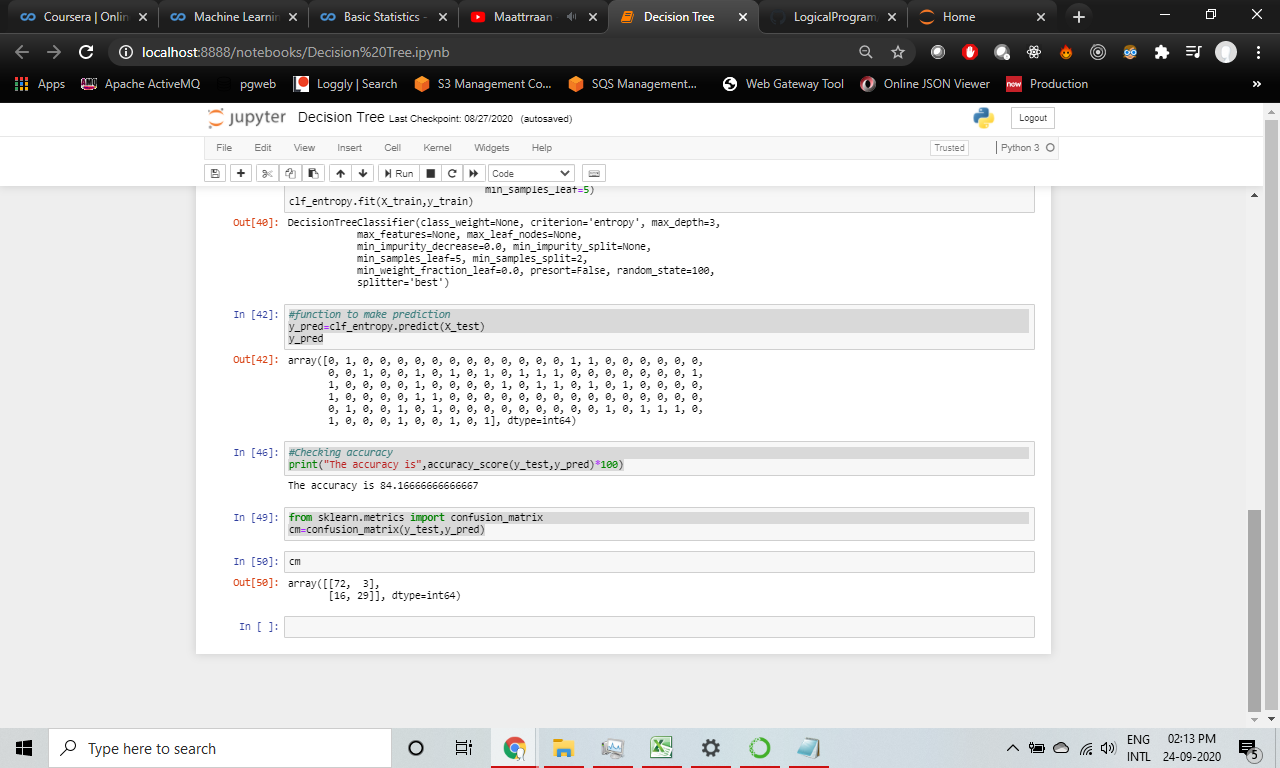 Coursera | Onlin
Machine Learnin
Basic Statistics -
Maattrraan
Decision Tree
LogicalProgram
Home
localhost:8888/notebooks/Decision%20Tree.ipynb
Apps
Apache ActiveMQ
pgweb
Loggly | Search
S3 Management Co...
SQS Management...
Web Gateway Tool
Online JSON Viewer
now
Production
»
jupyter
Decision Tree Last Checkpoint: 08/27/2020 (autosaved)
Logout
File Edit View Insert Cell Kernel Widgets Help
Trusted
Python 3
Run
Code
min_samples_leaf=5)
clf_entropy.fit(X_train,y_train)
Out[40]: DecisionTreeClassifier(class_weight=None, criterion='entropy', max_depth=3,
max_features=None, max_leaf_nodes=None,
min_impurity_decrease=0.0, min_impurity_split=None,
min_samples_leaf=5, min_samples_split=2,
min_weight_fraction_leaf=0.0, presort=False, random_state=100,
splitter='best')
In [42]: #function to make prediction
y_pred=clf_entropy.predict(X_test)
y_pred
Out[42]: array([0, 1, 0, 0, 0, 0, 0, 0, 0, 0, 0, 0, 0, 0, 1, 1, 0, 0, 0, 0, 0, 0,
0, 0, 1, 0, 0, 1, 0, 1, 0, 1, 0, 1, 1, 1, 0, 0, 0, 0, 0, 0, 0, 1,
1, 0, 0, 0, 0, 1, 0, 0, 0, 0, 1, 0, 1, 1, 0, 1, 0, 1, 0, 0, 0, 0,
1, 0, 0, 0, 0, 1, 1, 0, 0, 0, 0, 0, 0, 0, 0, 0, 0, 0, 0, 0, 0, 0,
0, 1, 0, 0, 1, 0, 1, 0, 0, 0, 0, 0, 0, 0, 0, 0, 1, 0, 1, 1, 1, 0,
1, 0, 0, 0, 1, 0, 0, 1, 0, 1], dtype=int64)
In [46]: #Checking accuracy
print("The accuracy is",accuracy_score(y_test,y_pred)*100)
The accuracy is 84.16666666666667
In [49]: from sklearn.metrics import confusion_matrix
cm=confusion_matrix(y_test,y_pred)
In [50]: cm
Out[50]: array([[72, 3],
[16, 29]], dtype=int64)
In [ ]:
Type here to search
ENG
INTL
02:13 PM
24-09-2020
5